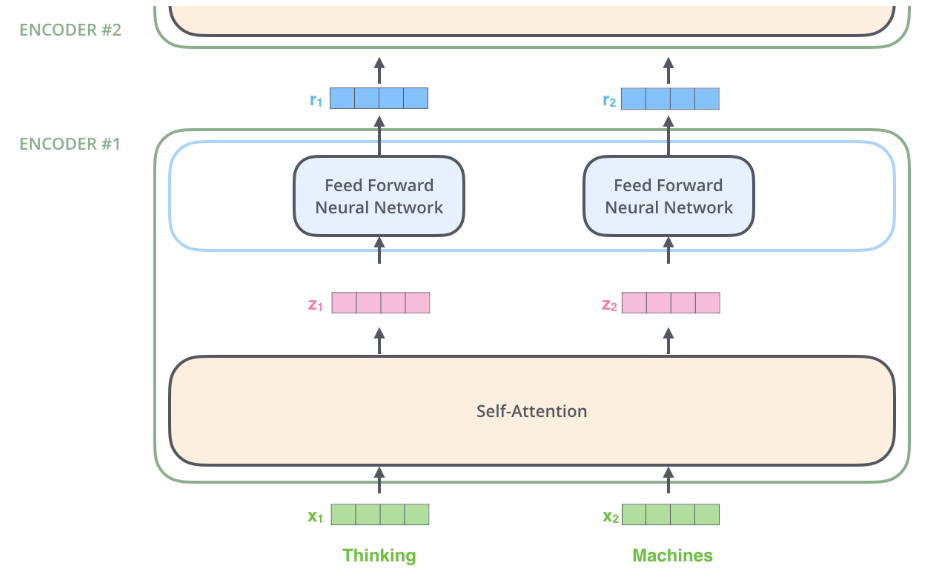 ENCODER #2
r1
r2
ENCODER #1
Feed Forward
Neural Network
Feed Forward
Neural Network
z1
z2
Self-Attention
x1
x2
Thinking
Machines